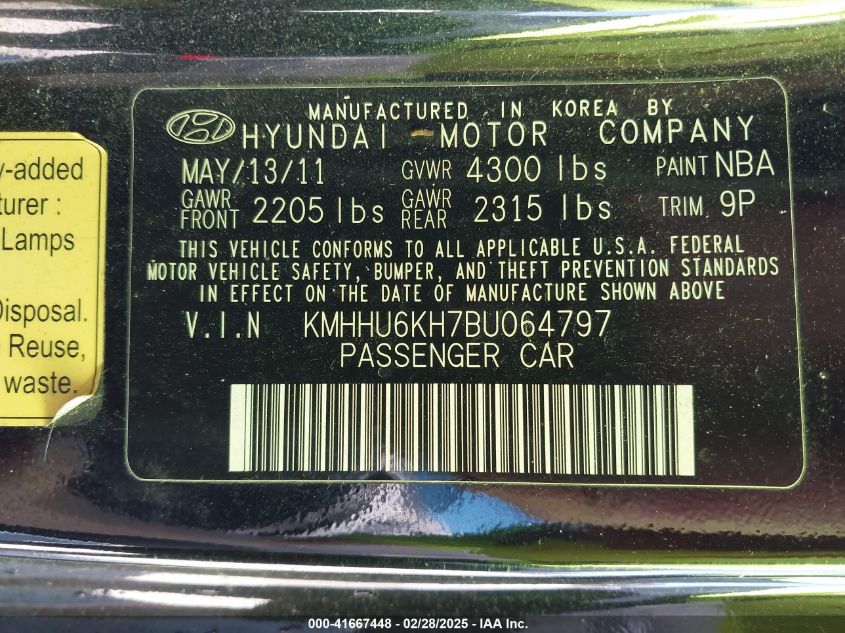 MANUFACTURED IN KOREA BY
HYUNDAI MOTOR COMPANY
MAY/13/11 GVWR 4300 lbs PAINT NBA
GAWR FRONT 2205 lbs GAWR REAR 2315 lbs TRIM 9P
THIS VEHICLE CONFORMS TO ALL APPLICABLE U.S.A. FEDERAL
MOTOR VEHICLE SAFETY, BUMPER, AND THEFT PREVENTION STANDARDS
IN EFFECT ON THE DATE OF MANUFACTURE SHOWN ABOVE
V.I.N KMHHU6KH7BU064797
PASSENGER CAR
y-added
turer :
Lamps
Disposal.
Reuse,
waste.
000-41667448 - 02/28/2025 - IAA Inc.